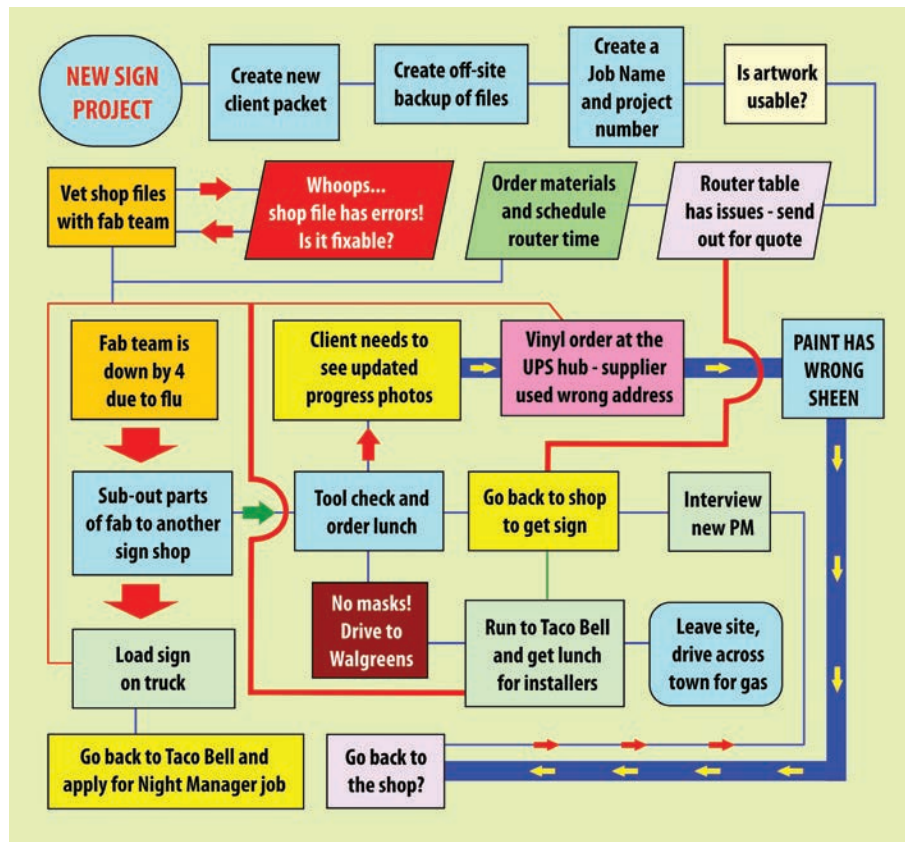 NEW SIGN
PROJECT
Create new
client packet
Create off-site
backup of files
Create a
Job Name
and project
number
Is artwork
usable?
Vet shop files
with fab team
Whoops...
shop file has errors!
Is it fixable?
Order materials
and schedule
router time
Router table
has issues - send
out for quote
Fab team is
down by 4
due to flu
Client needs to
see updated
progress photos
Vinyl order at the
UPS hub - supplier
used wrong address
PAINT HAS
WRONG
SHEEN
Sub-out parts
of fab to another
sign shop
Tool check and
order lunch
Go back to shop
to get sign
Interview
new PM
No masks!
Drive to
Walgreens
Run to Taco Bell
and get lunch
for installers
Leave site,
drive across
town for gas
Load sign
on truck
Go back to Taco Bell and
apply for Night Manager job
Go back to
the shop?